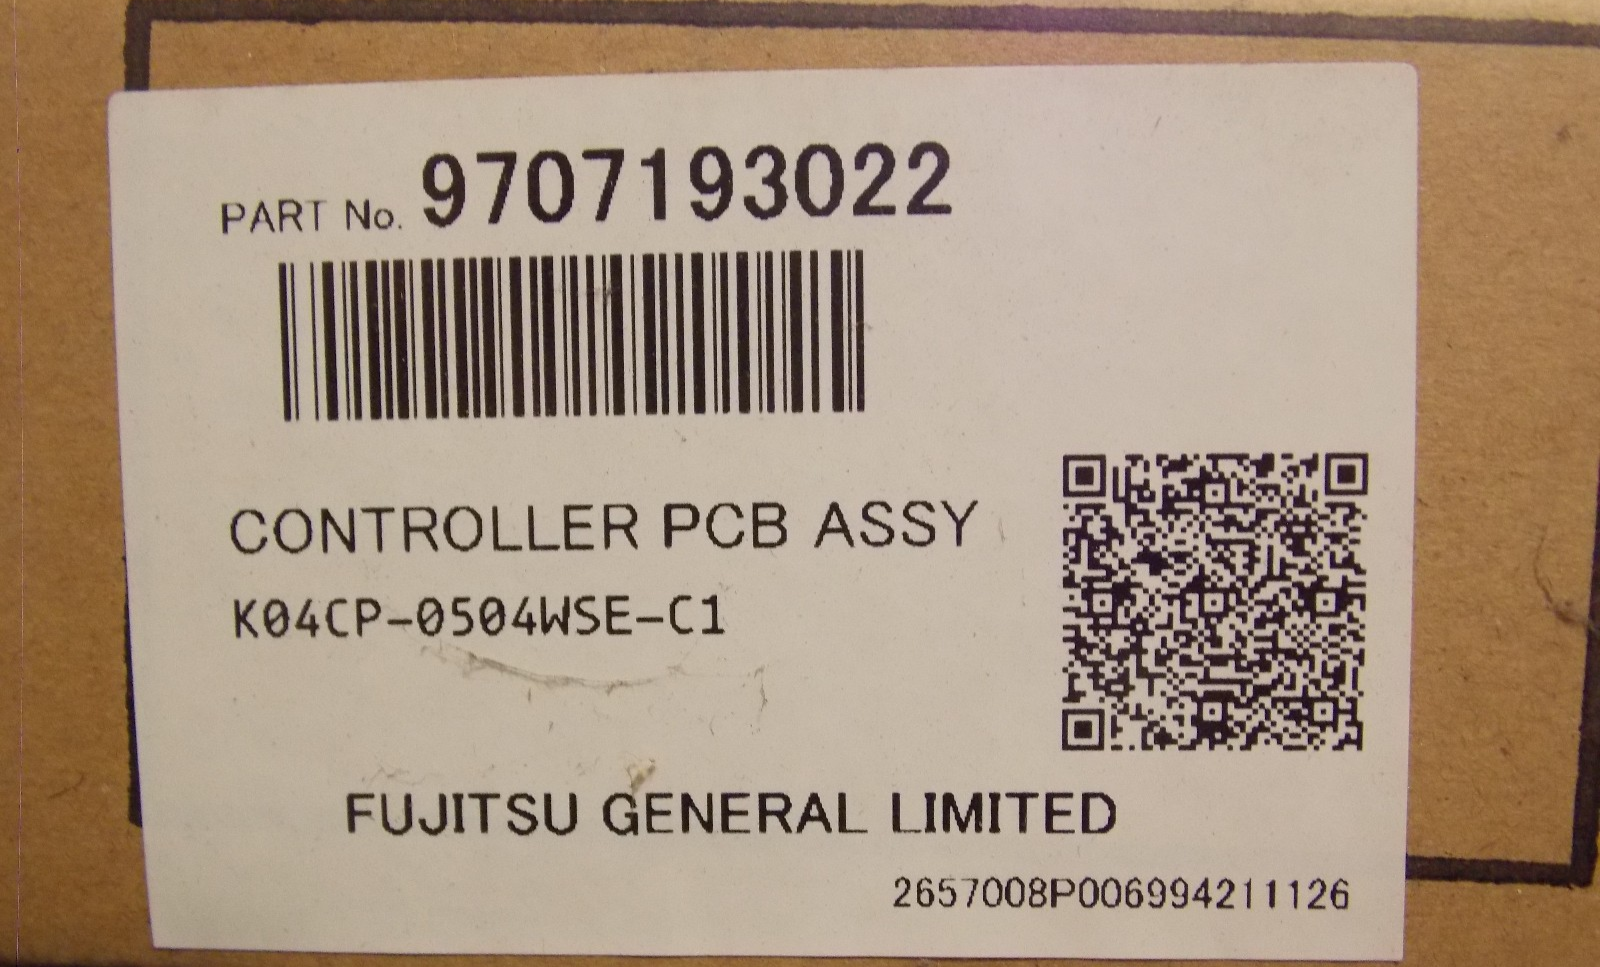 PART No. 9707193022
CONTROLLER PCB ASSY
K04CP-0504WSE-C1
FUJITSU GENERAL LIMITED
2657008P006994211126